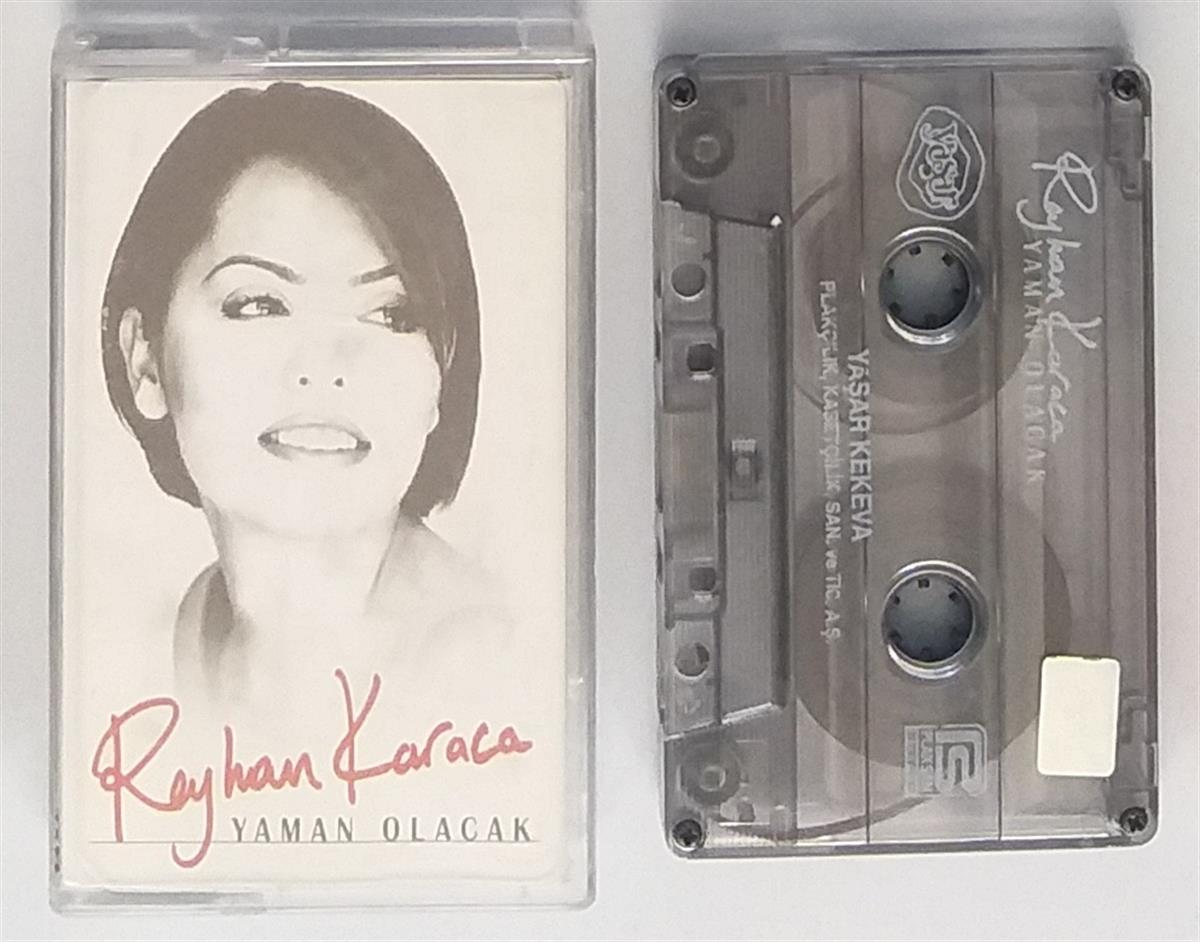 Reyhan Karaca
YAMAN OLACAK
Yaşar
Reyhan Karaca
YAMAN OLACAK
YAŞAR KEKEVA
PLAKÇILIK, KASETÇİLİK, SAN. ve TİC. A.Ş.